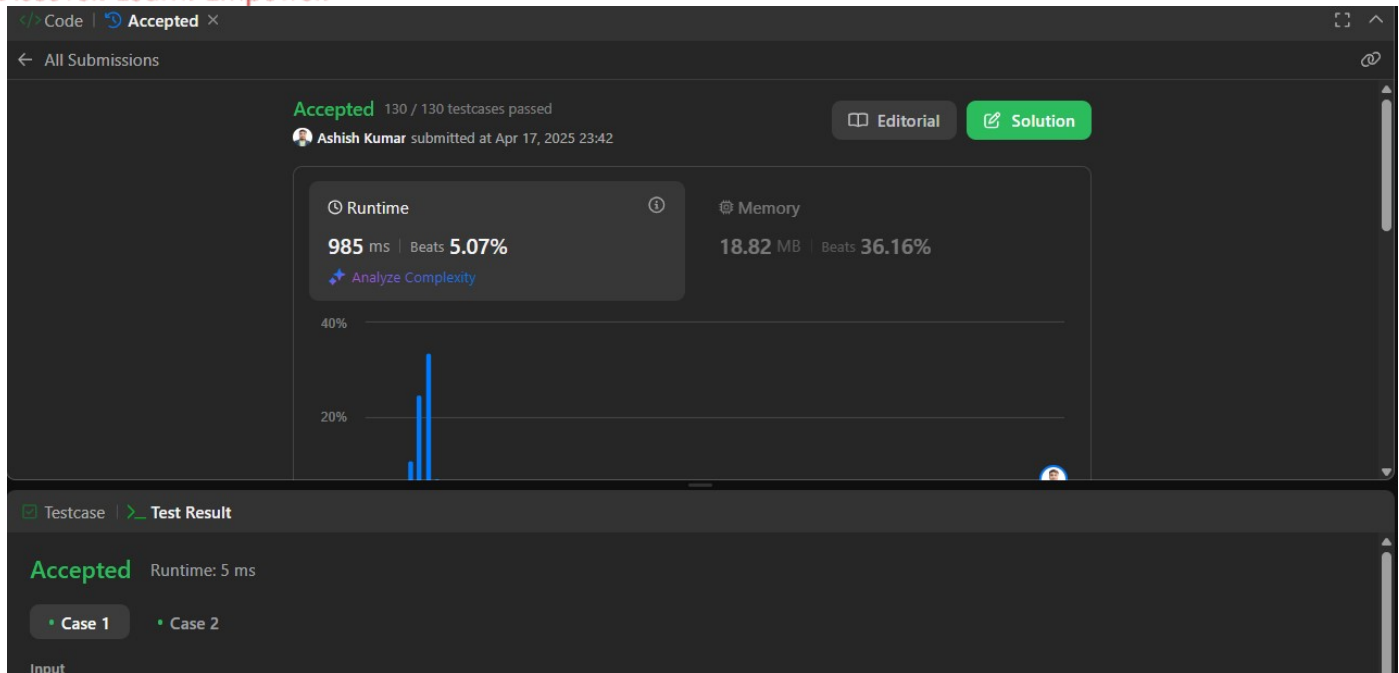 </> Code | Accepted ×
← All Submissions
Accepted 130 / 130 testcases passed
Editorial
Solution
Ashish Kumar submitted at Apr 17, 2025 23:42
Runtime
985 ms | Beats 5.07%
Analyze Complexity
Memory
18.82 MB | Beats 36.16%
40%
20%
Testcase | >_ Test Result
Accepted Runtime: 5 ms
• Case 1 • Case 2
Input